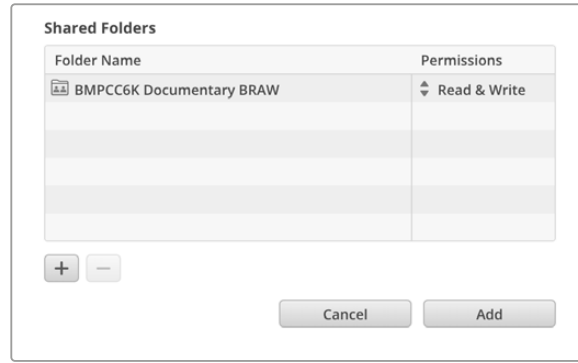 Shared Folders
Folder Name Permissions
BMPCC6K Documentary BRAW Read & Write
+ −
Cancel Add